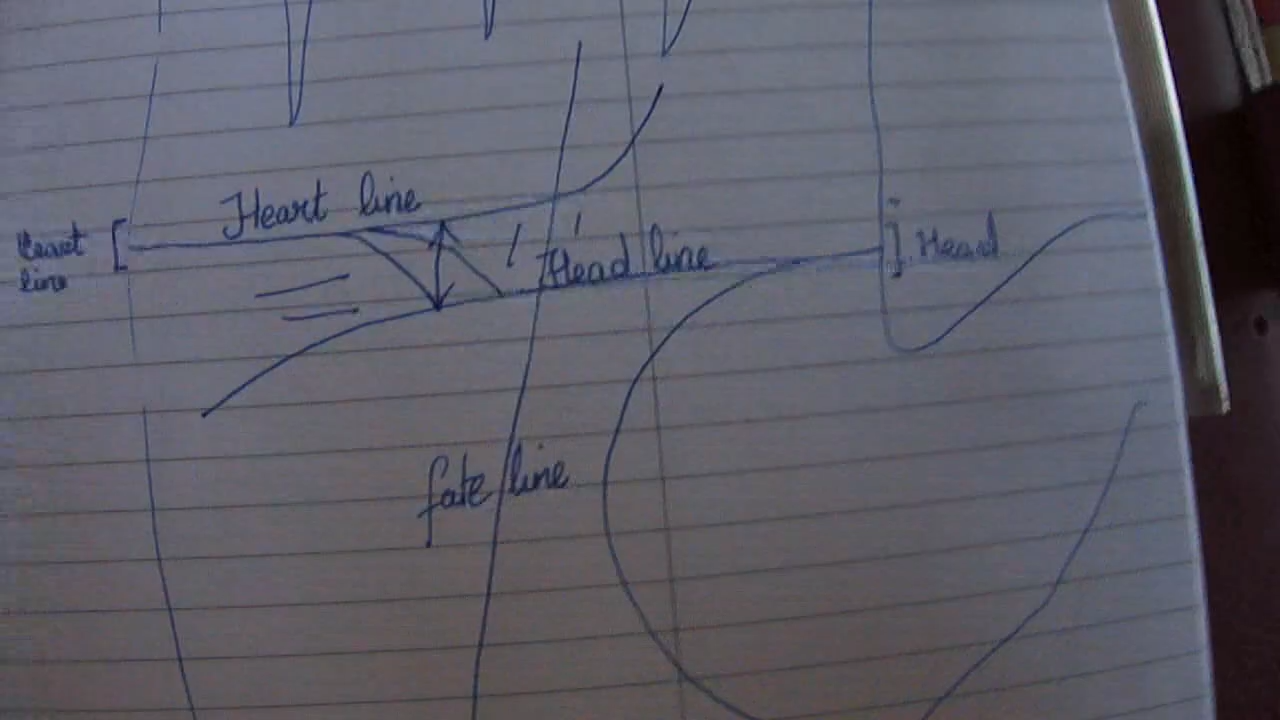 Heart line
Heart
line
Head line
Head
fate line